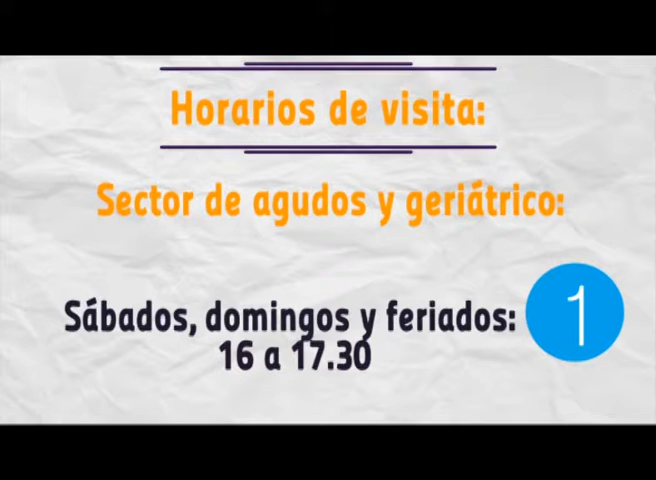 Horarios de visita:
Sector de agudos y geriátrico:
Sábados, domingos y feriados:
16 a 17.30
1